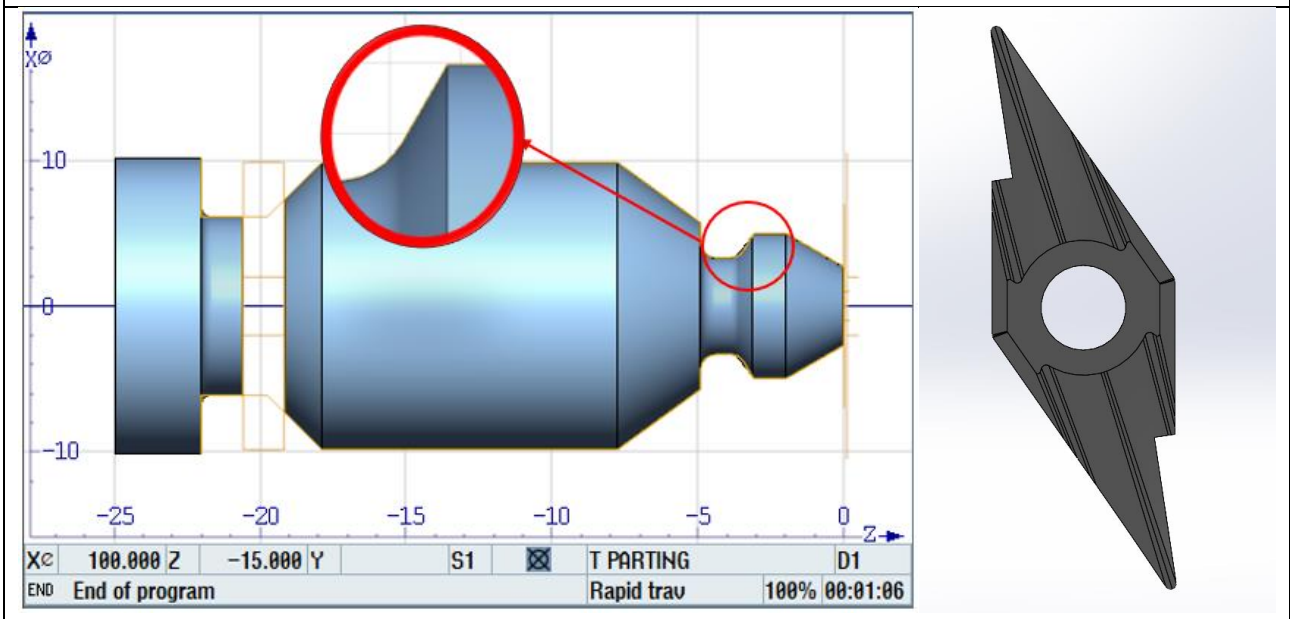 XØ
10
0
-10
-25 -20 -15 -10 -5 0
Z
XØ 100.000 Z -15.000 Y S1 T PARTING D1
END End of program Rapid trav 100% 00:01:06